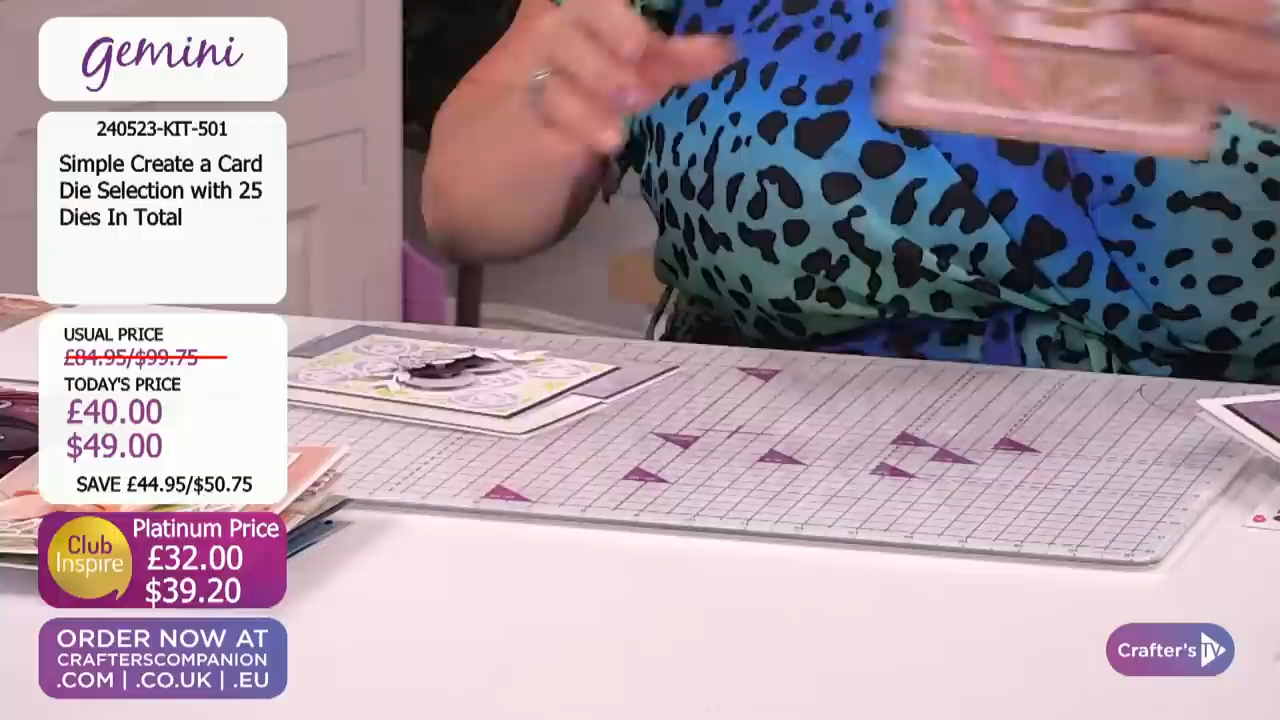 gemini
240523-KIT-501
Simple Create a Card
Die Selection with 25
Dies In Total
USUAL PRICE
£84.95/$99.75
TODAY'S PRICE
£40.00
$49.00
SAVE £44.95/$50.75
Club
Inspire
Platinum Price
£32.00
$39.20
ORDER NOW AT
CRAFTERSCOMPANION
.COM | .CO.UK | .EU
Crafter's TV